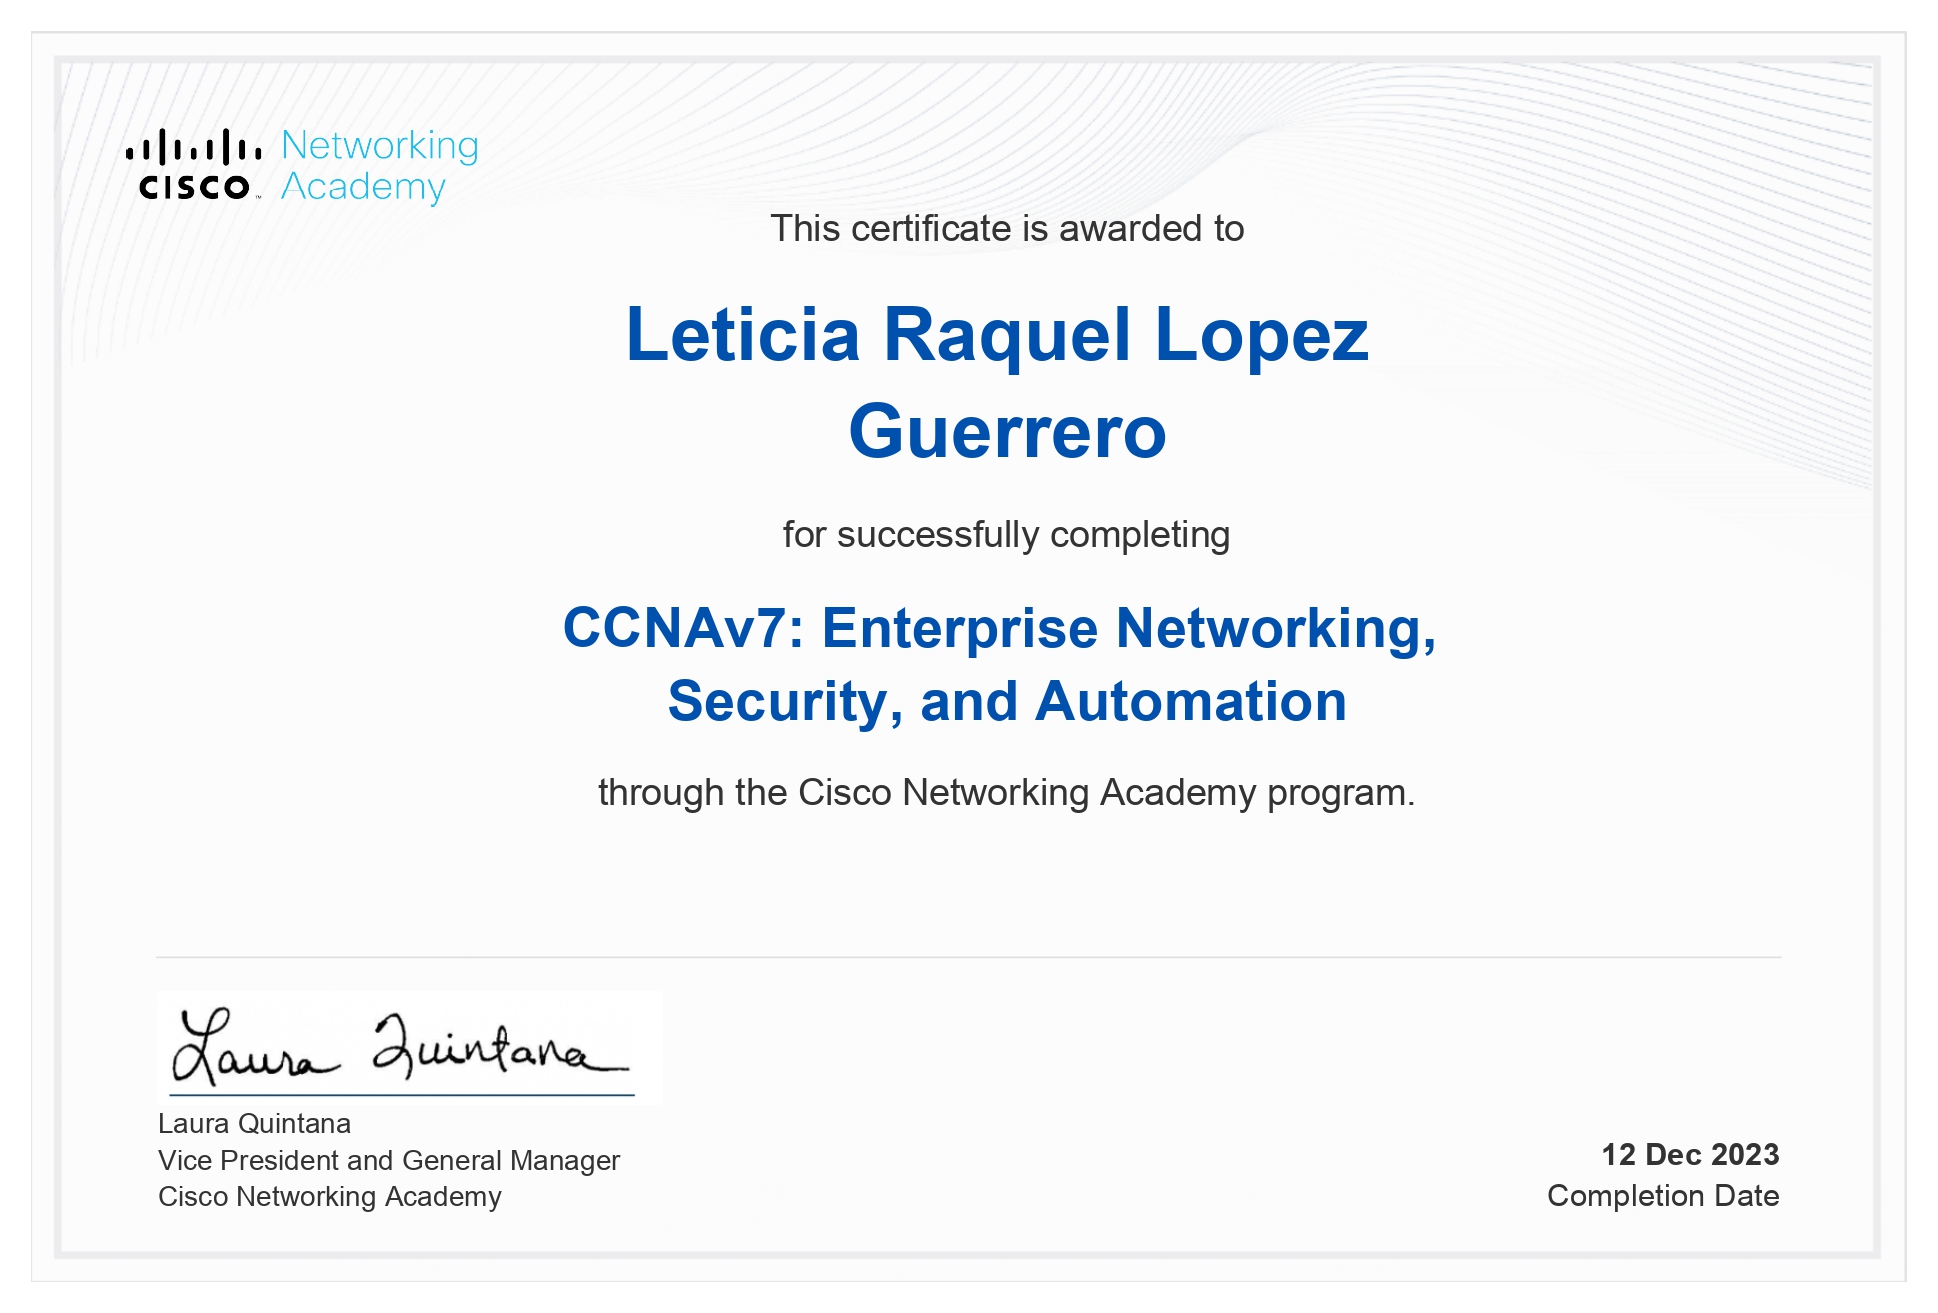 Networking
CISCO™ Academy
This certificate is awarded to
Leticia Raquel Lopez
Guerrero
for successfully completing
CCNAv7: Enterprise Networking,
Security, and Automation
through the Cisco Networking Academy program.
Laura Quintana
Laura Quintana
Vice President and General Manager
Cisco Networking Academy
12 Dec 2023
Completion Date